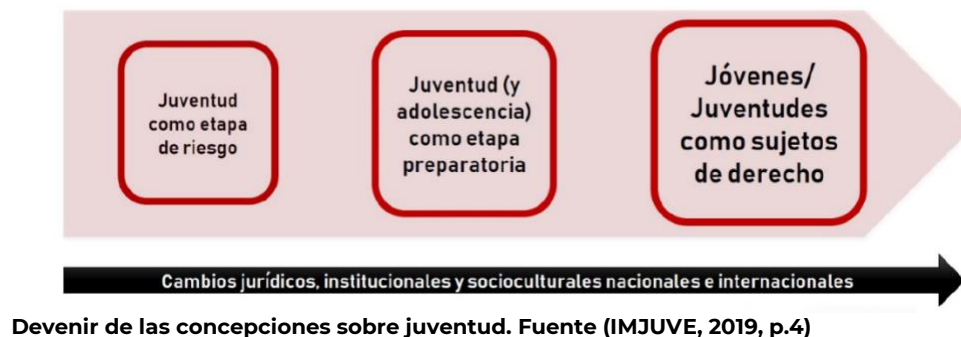 Juventud
como etapa
de riesgo
Juventud (y
adolescencia)
como etapa
preparatoria
Jóvenes/
Juventudes
como sujetos
de derecho
Cambios jurídicos, institucionales y socioculturales nacionales e internacionales
Devenir de las concepciones sobre juventud. Fuente (IMJUVE, 2019, p.4)